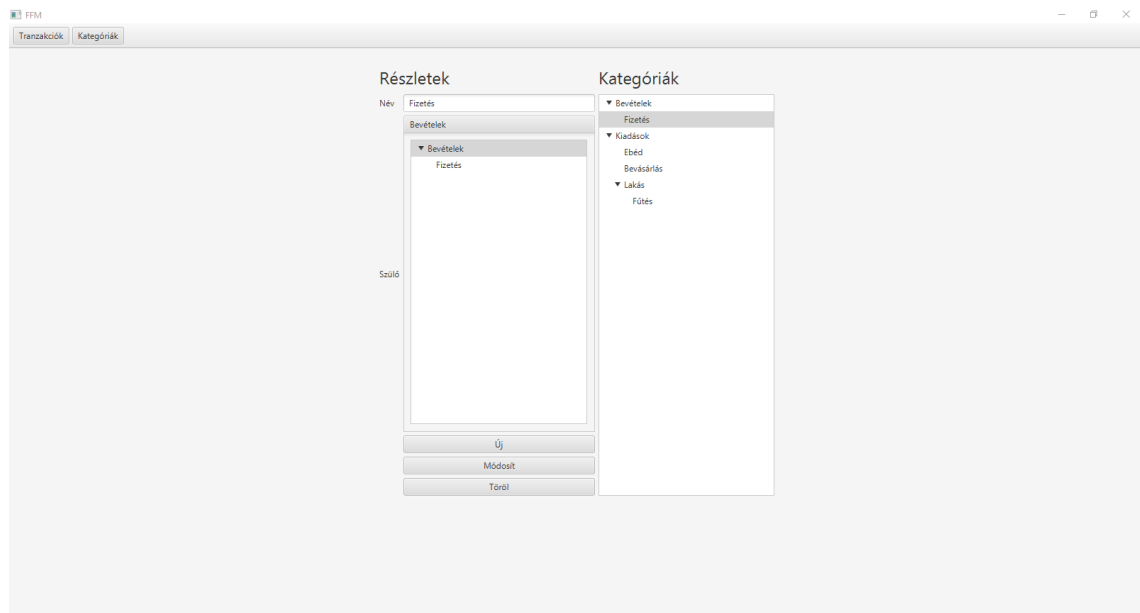 FFM
Tranzakciók Kategóriák
Részletek
Név Fizetés
Bevételek
Bevételek
Fizetés
Szülő
Új
Módosít
Töröl
Kategóriák
Bevételek
Fizetés
Kiadások
Ebéd
Bevásárlás
Lakás
Fűtés